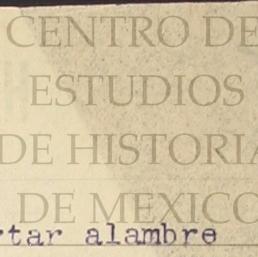 CENTRO DE
ESTUDIOS
DE HISTORIA
DE MEXICO
rtar alambre